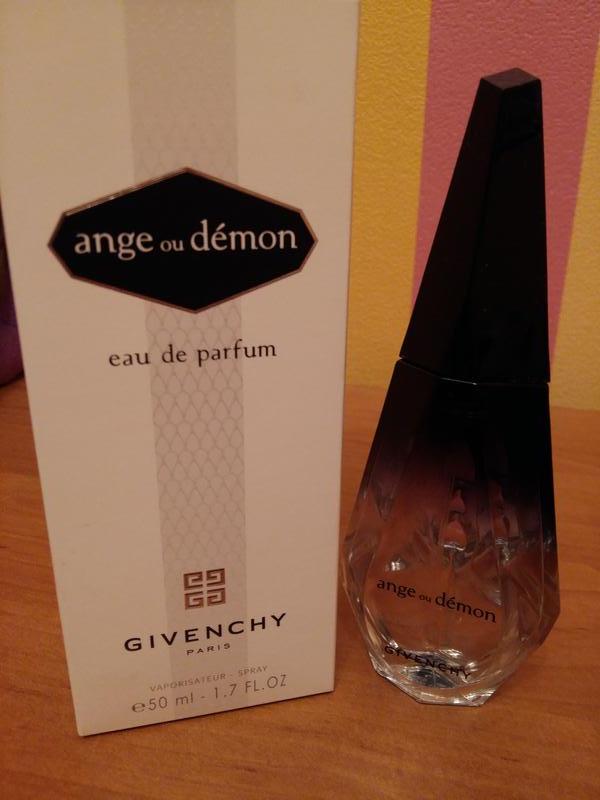 ange ou démon
eau de parfum
GIVENCHY
PARIS
VAPORISATEUR - SPRAY
℮50 ml - 1.7 FL.OZ
ange ou démon
GIVENCHY